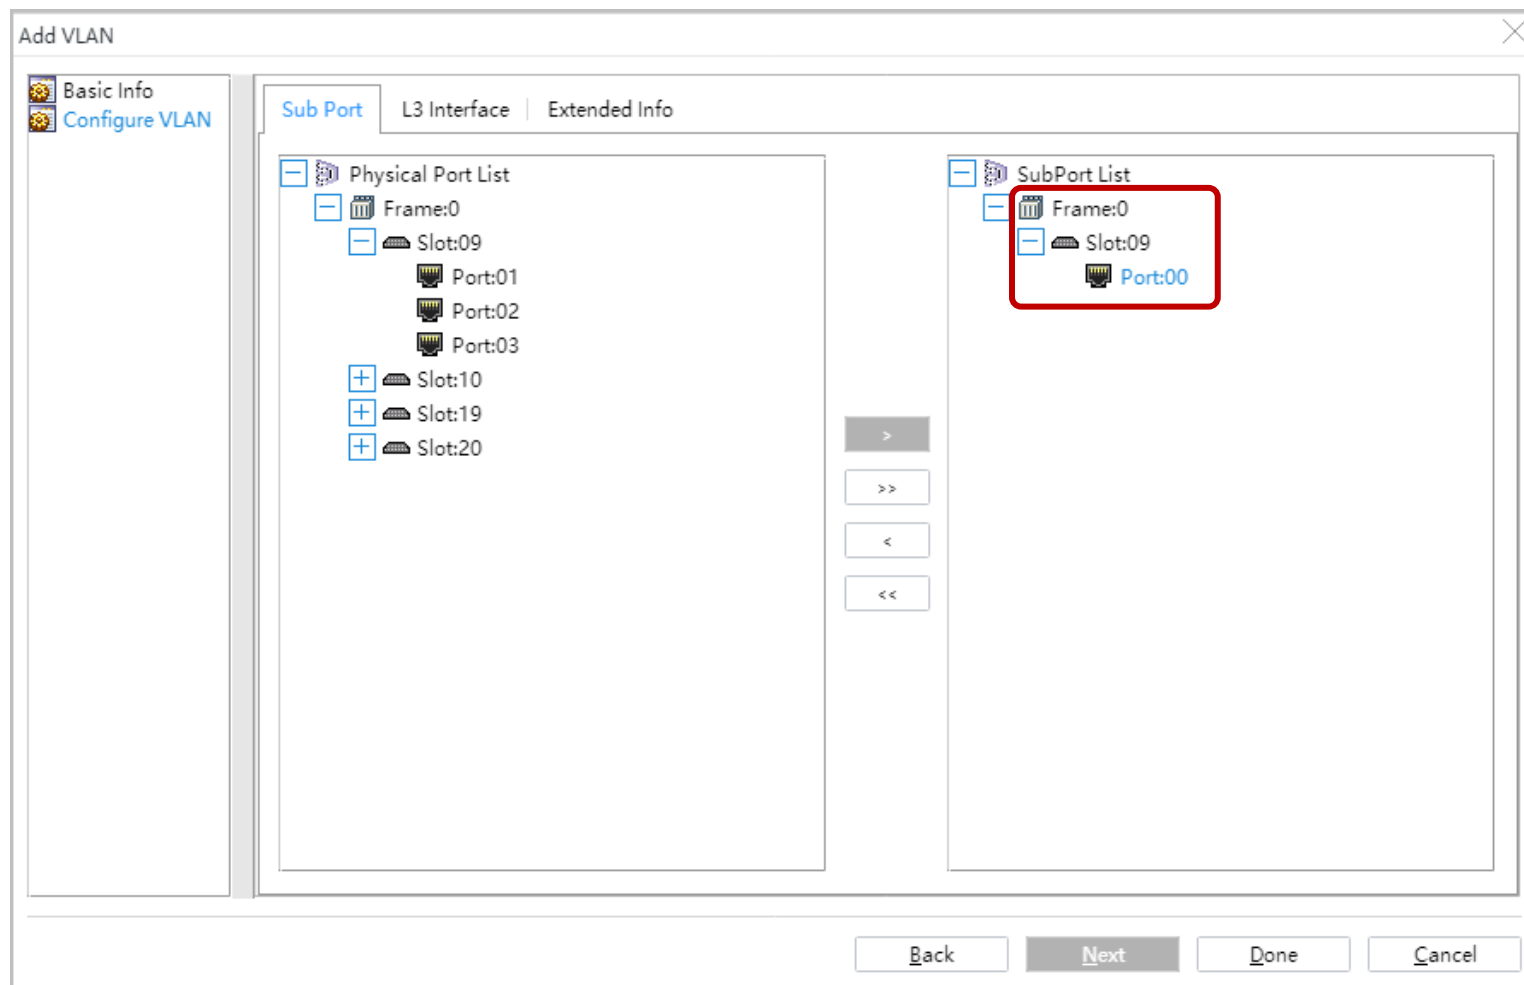 Add VLAN
Basic Info
Configure VLAN
Sub Port
L3 Interface
Extended Info
Physical Port List
Frame:0
Slot:09
Port:01
Port:02
Port:03
Slot:10
Slot:19
Slot:20
>
>>
<
<<
SubPort List
Frame:0
Slot:09
Port:00
Back
Next
Done
Cancel